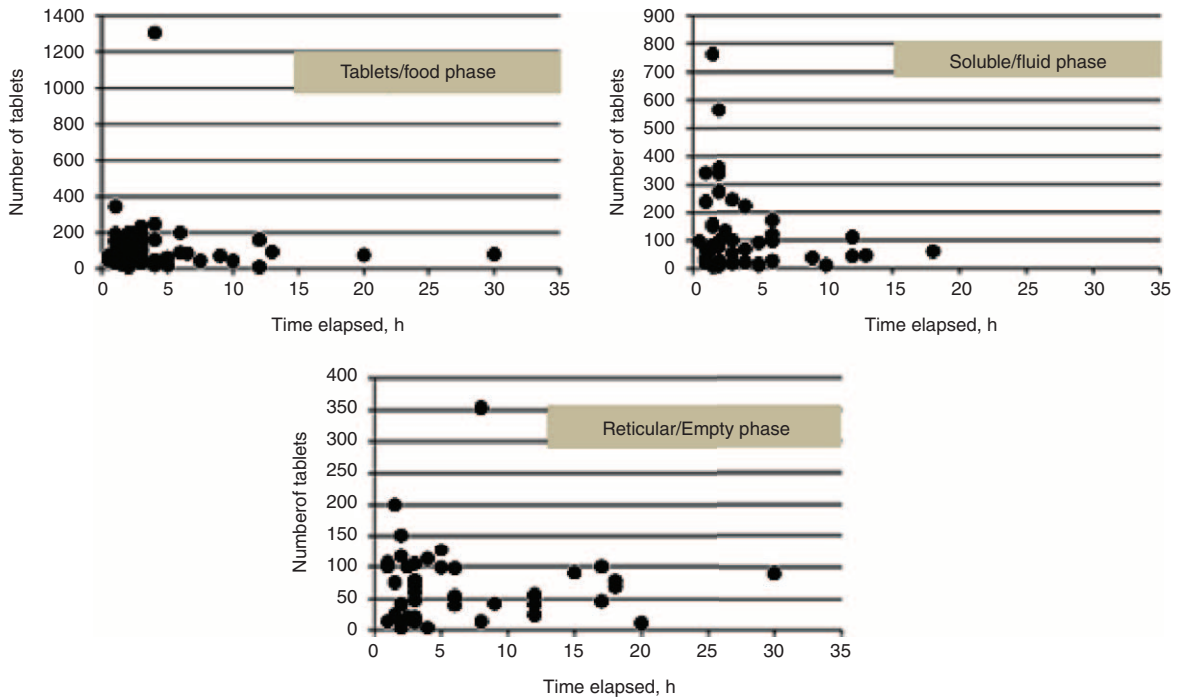 1400
1200
1000
800
600
400
200
0
Number of tablets
Tablets/food phase
0 5 10 15 20 25 30 35
Time elapsed, h
900
800
700
600
500
400
300
200
100
0
Number of tablets
Soluble/fluid phase
0 5 10 15 20 25 30 35
Time elapsed, h
400
350
300
250
200
150
100
50
0
Numberof tablets
Reticular/Empty phase
0 5 10 15 20 25 30 35
Time elapsed, h